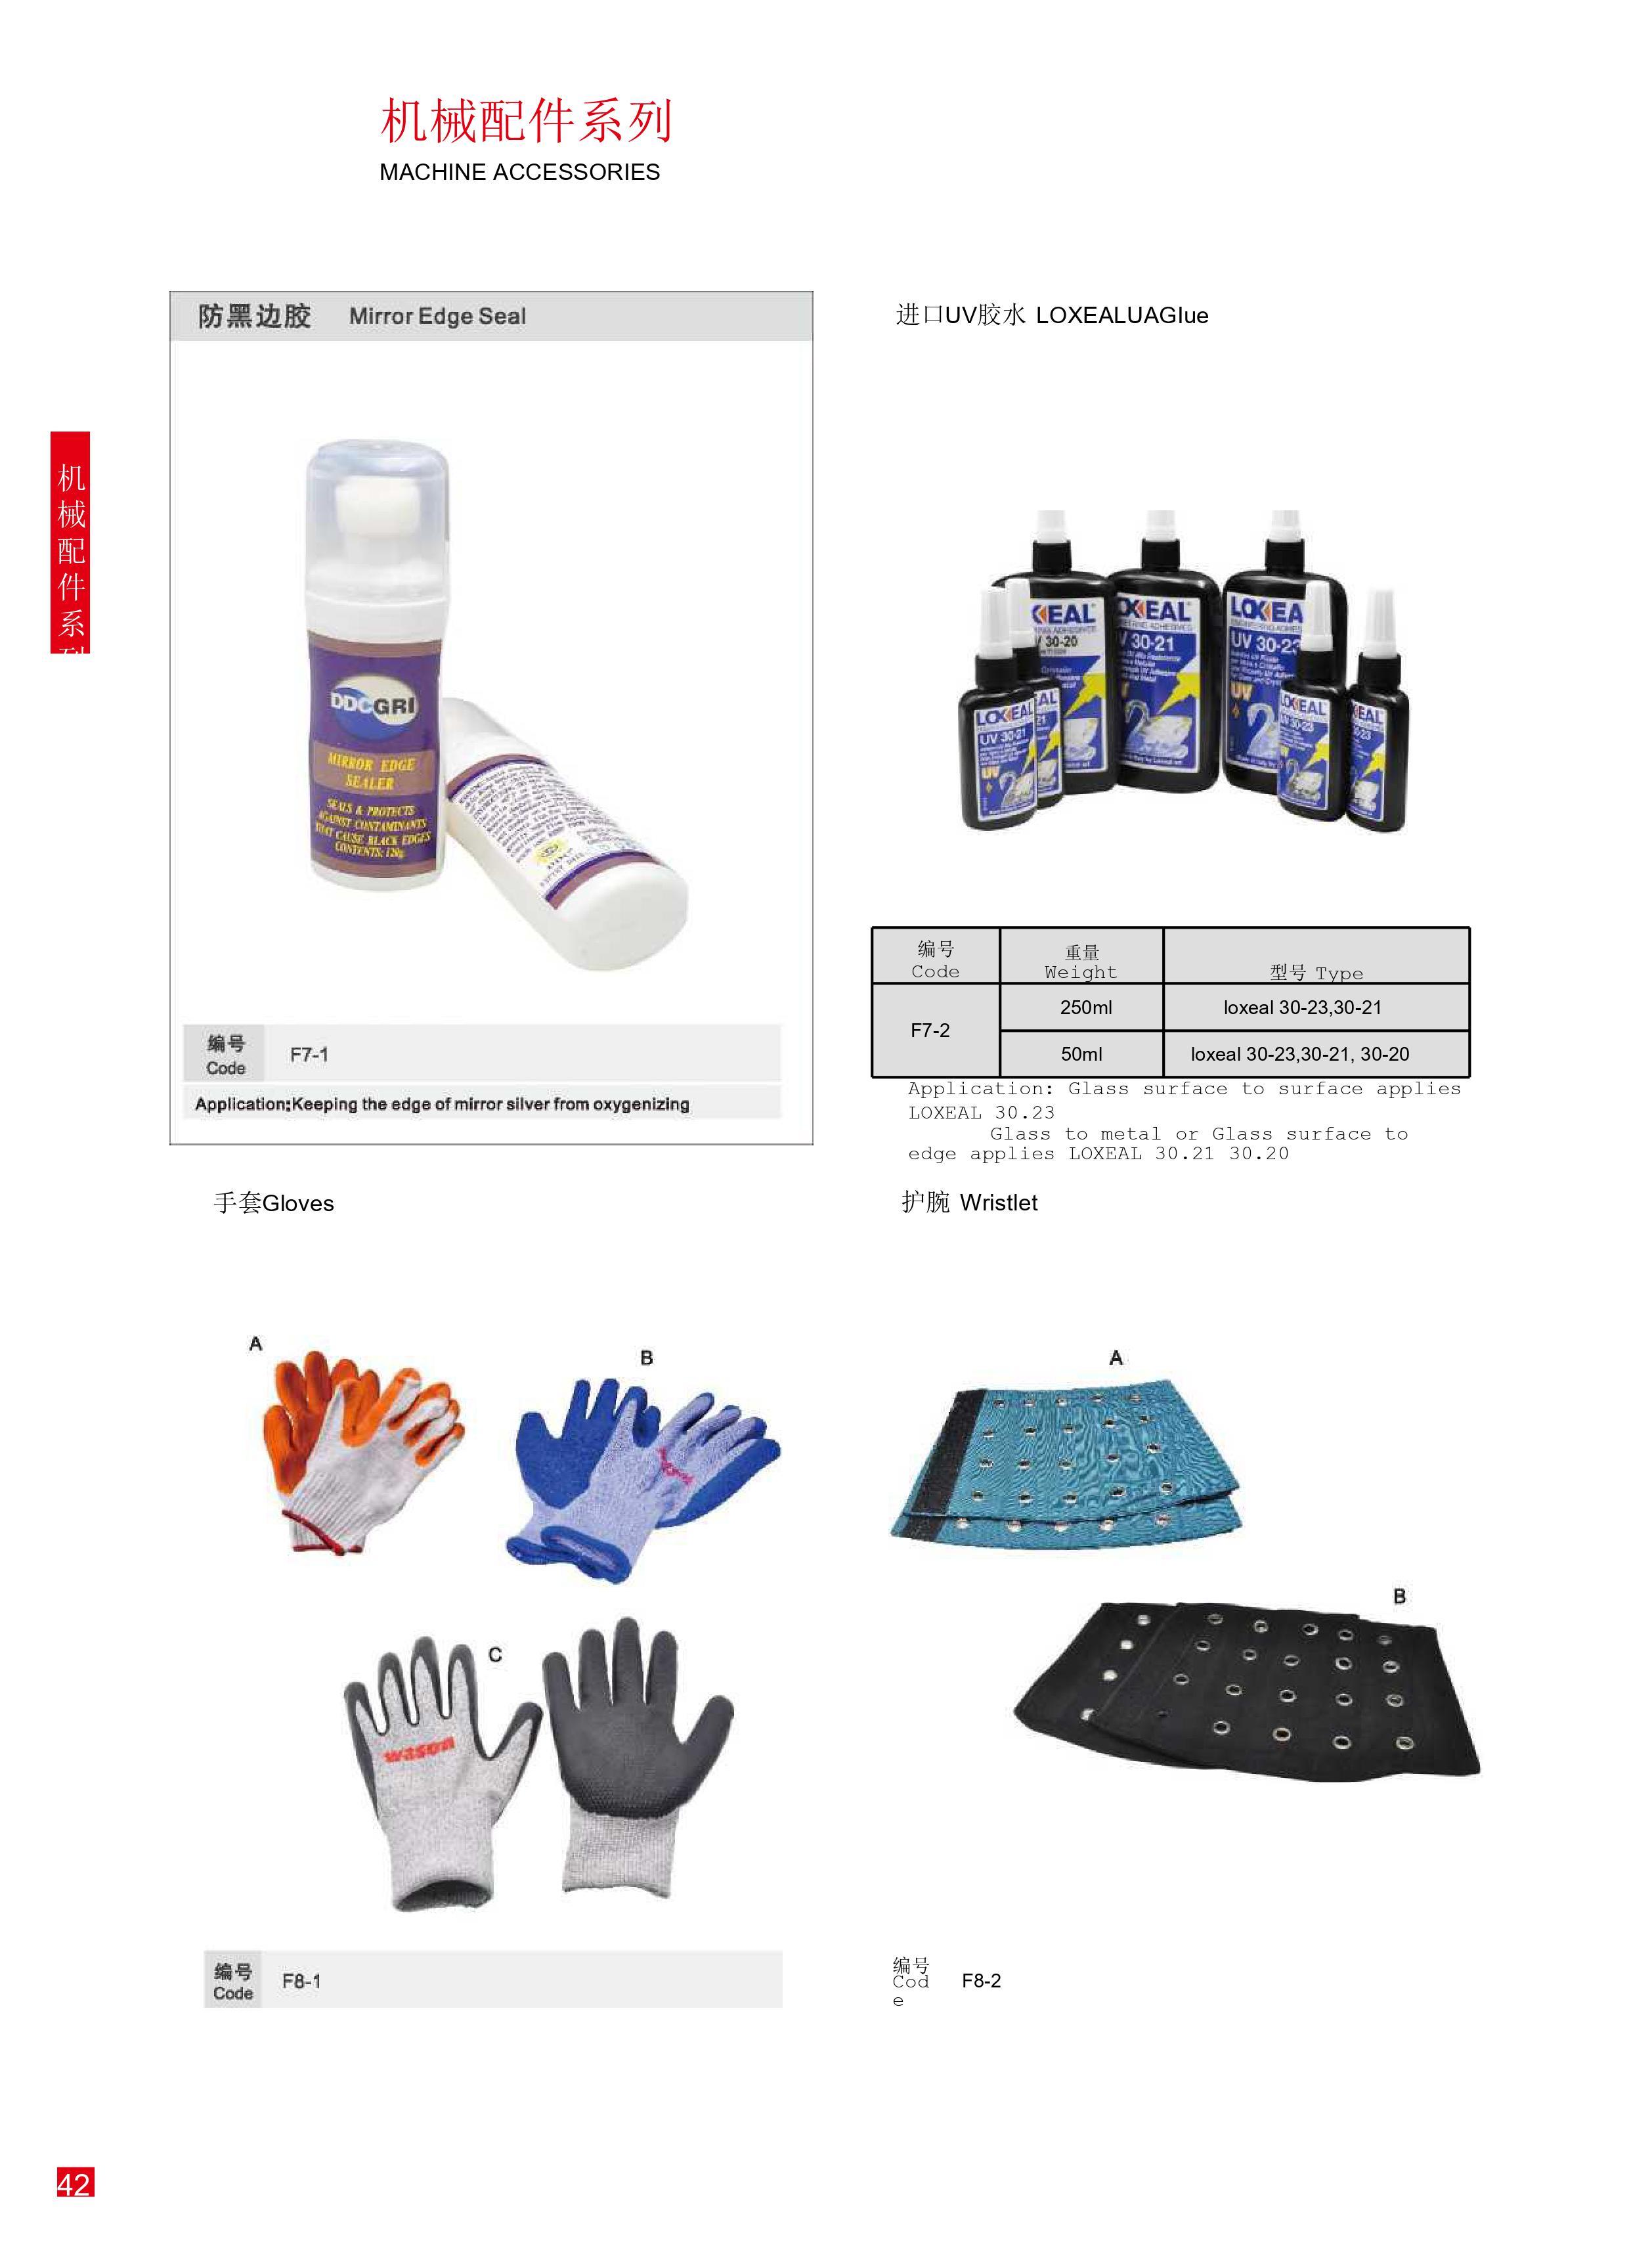 机械配件系列
MACHINE ACCESSORIES
机
械
配
件
系
防黑边胶 Mirror Edge Seal
DDCGRI
MIRROR EDGE
SEALER
SEALS & PROTECTS
AGAINST CONTAMINANTS
THAT CAUSE BLACK EDGES
CONTENTS: 120g
编号
Code
F7-1
Application:Keeping the edge of mirror silver from oxygenizing
进口UV胶水 LOXEALUAGlue
LOXEAL
UV 30-21
UV
LOXEA
UV 30-23
UV
编号
Code
重量
Weight
型号 Type
F7-2
250ml
loxeal 30-23,30-21
50ml
loxeal 30-23,30-21, 30-20
Application: Glass surface to surface applies
LOXEAL 30.23
Glass to metal or Glass surface to
edge applies LOXEAL 30.21 30.20
手套Gloves
A
B
C
wason
编号
Code
F8-1
护腕 Wristlet
A
B
编号
Cod
e
F8-2
42